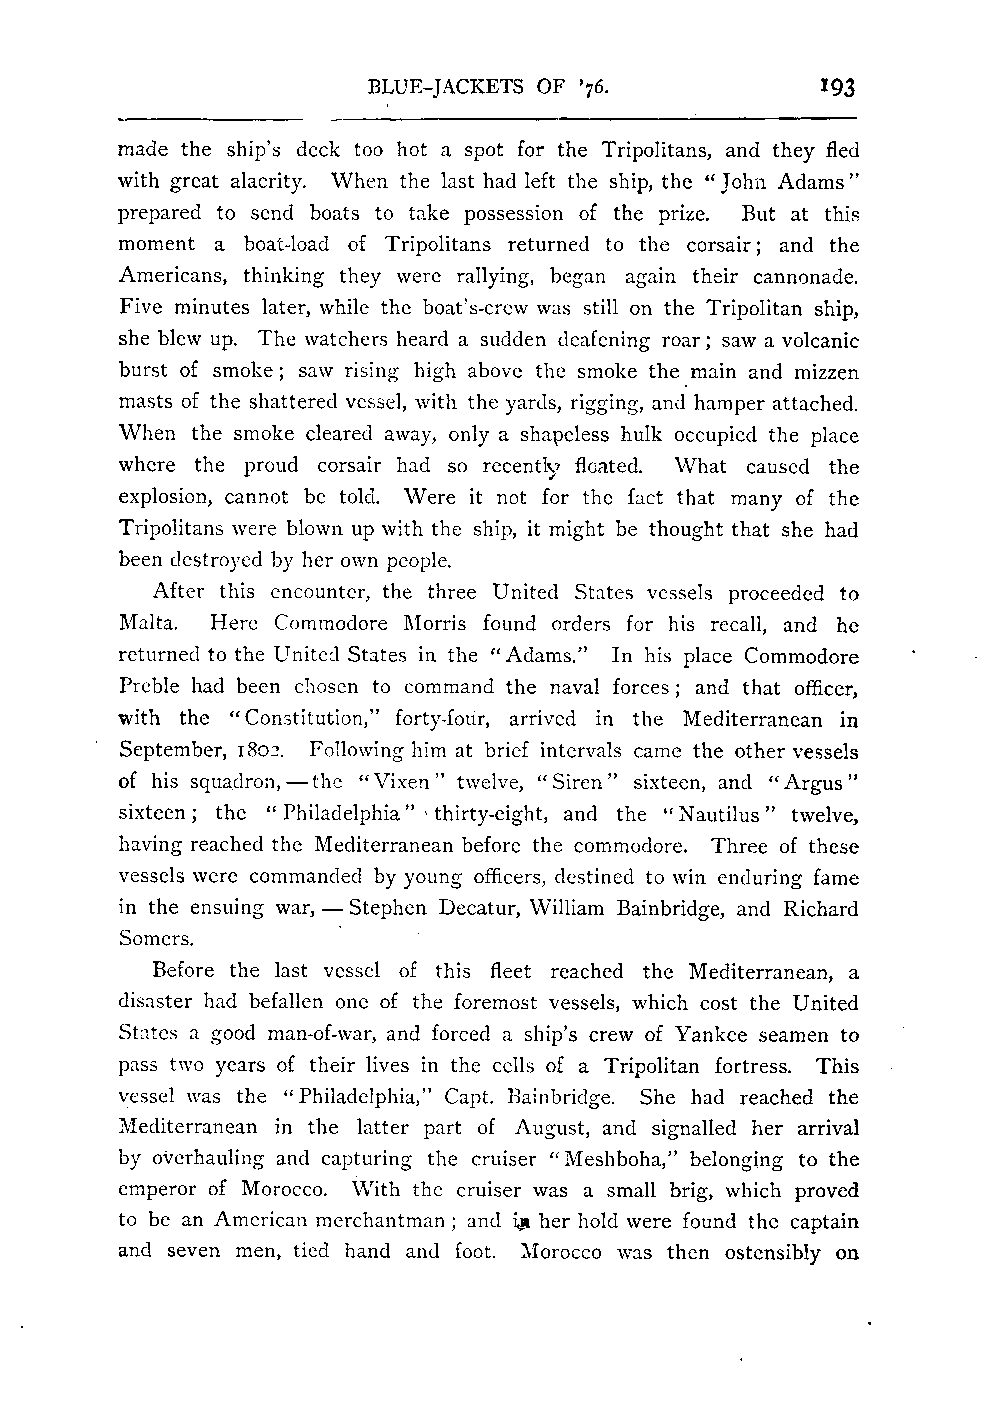 BLUE-JACKETS OF '76. 193
made the ship's deck too hot a spot for the Tripolitans, and they fled
with great alacrity. When the last had left the ship, the "John Adams"
prepared to send boats to take possession of the prize. But at this
moment a boat-load of Tripolitans returned to the corsair; and the
Americans, thinking they were rallying, began again their cannonade.
Five minutes later, while the boat's-crew was still on the Tripolitan ship,
she blew up. The watchers heard a sudden deafening roar; saw a volcanic
burst of smoke; saw rising high above the smoke the main and mizzen
masts of the shattered vessel, with the yards, rigging, and hamper attached.
When the smoke cleared away, only a shapeless hulk occupied the place
where the proud corsair had so recently floated. What caused the
explosion, cannot be told. Were it not for the fact that many of the
Tripolitans were blown up with the ship, it might be thought that she had
been destroyed by her own people.
After this encounter, the three United States vessels proceeded to
Malta. Here Commodore Morris found orders for his recall, and he
returned to the United States in the "Adams." In his place Commodore
Preble had been chosen to command the naval forces; and that officer,
with the "Constitution," forty-four, arrived in the Mediterranean in
September, 1802. Following him at brief intervals came the other vessels
of his squadron,—the "Vixen" twelve, "Siren" sixteen, and "Argus"
sixteen; the "Philadelphia" thirty-eight, and the "Nautilus" twelve,
having reached the Mediterranean before the commodore. Three of these
vessels were commanded by young officers, destined to win enduring fame
in the ensuing war,—Stephen Decatur, William Bainbridge, and Richard
Somers.
Before the last vessel of this fleet reached the Mediterranean, a
disaster had befallen one of the foremost vessels, which cost the United
States a good man-of-war, and forced a ship's crew of Yankee seamen to
pass two years of their lives in the cells of a Tripolitan fortress. This
vessel was the "Philadelphia," Capt. Bainbridge. She had reached the
Mediterranean in the latter part of August, and signalled her arrival
by overhauling and capturing the cruiser "Meshboha," belonging to the
emperor of Morocco. With the cruiser was a small brig, which proved
to be an American merchantman; and in her hold were found the captain
and seven men, tied hand and foot. Morocco was then ostensibly on